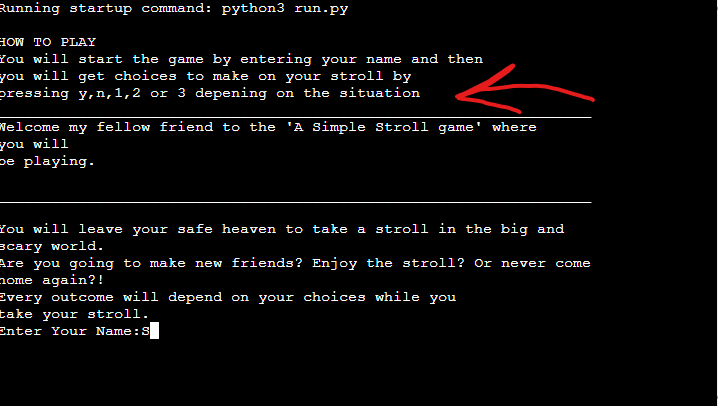 Running startup command: python3 run.py
HOW TO PLAY
You will start the game by entering your name and then
you will get choices to make on your stroll by
pressing y,n,1,2 or 3 depening on the situation
Welcome my fellow friend to the 'A Simple Stroll game' where
you will
be playing.
You will leave your safe heaven to take a stroll in the big and
scary world.
Are you going to make new friends? Enjoy the stroll? Or never come
home again?!
Every outcome will depend on your choices while you
take your stroll.
Enter Your Name:S